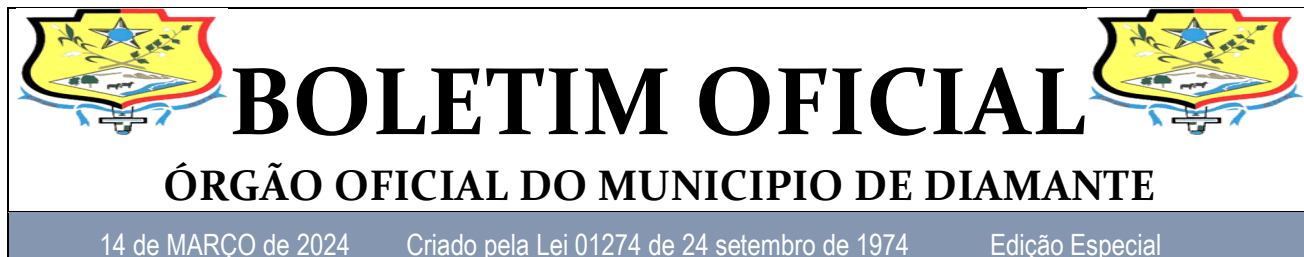 BOLETIM OFICIAL
ÓRGÃO OFICIAL DO MUNICIPIO DE DIAMANTE
14 de MARÇO de 2024 Criado pela Lei 01274 de 24 setembro de 1974 Edição Especial